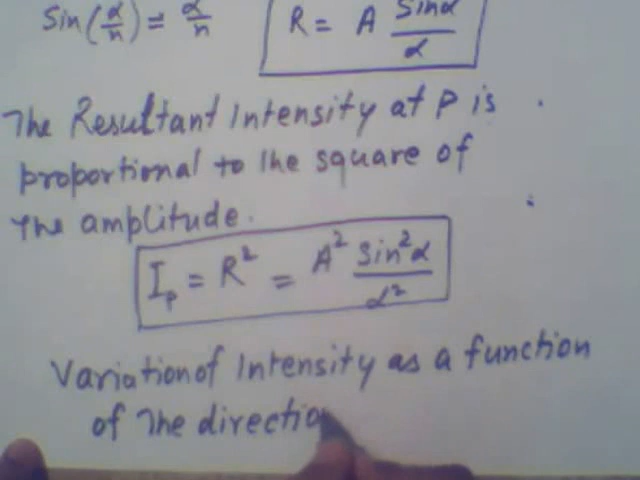 Sin(α/n) = α/n R = A Sinα/α
The Resultant Intensity at P is
proportional to the square of
the amplitude.
I_p = R² = A² Sin²α/α²
Variation of Intensity as a function
of the directio